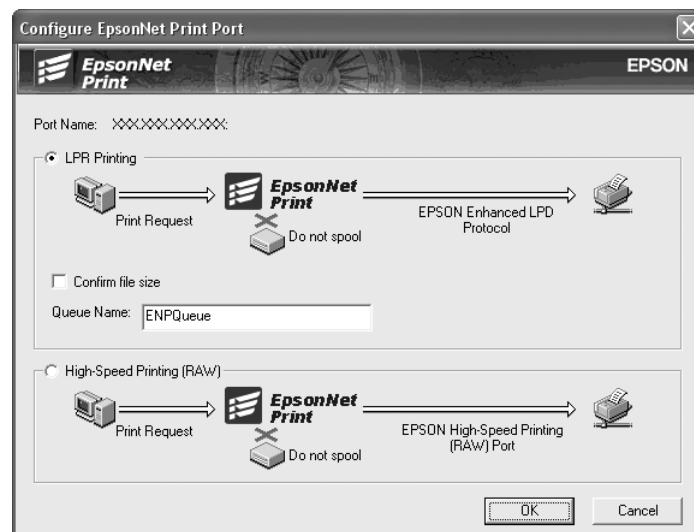 Configure EpsonNet Print Port
EpsonNet
Print
EPSON
Port Name: XXX.XXX.XXX.XXX:
LPR Printing
EpsonNet
Print
Print Request
EPSON Enhanced LPD
Protocol
Do not spool
Confirm file size
Queue Name: ENPQueue
High-Speed Printing (RAW)
EpsonNet
Print
Print Request
EPSON High-Speed Printing
(RAW) Port
Do not spool
OK
Cancel